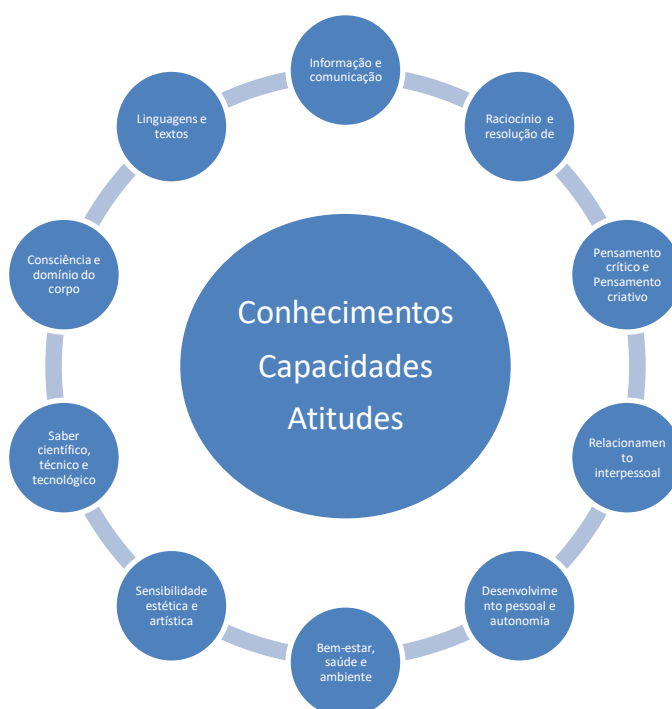 Informação e
comunicação
Raciocínio e
resolução de
Pensamento
crítico e
Pensamento
criativo
Relacionamen
to
interpessoal
Desenvolvime
nto pessoal e
autonomia
Bem-estar,
saúde e
ambiente
Sensibilidade
estética e
artística
Saber
científico,
técnico e
tecnológico
Consciência e
domínio do
corpo
Linguagens e
textos
Conhecimentos
Capacidades
Atitudes